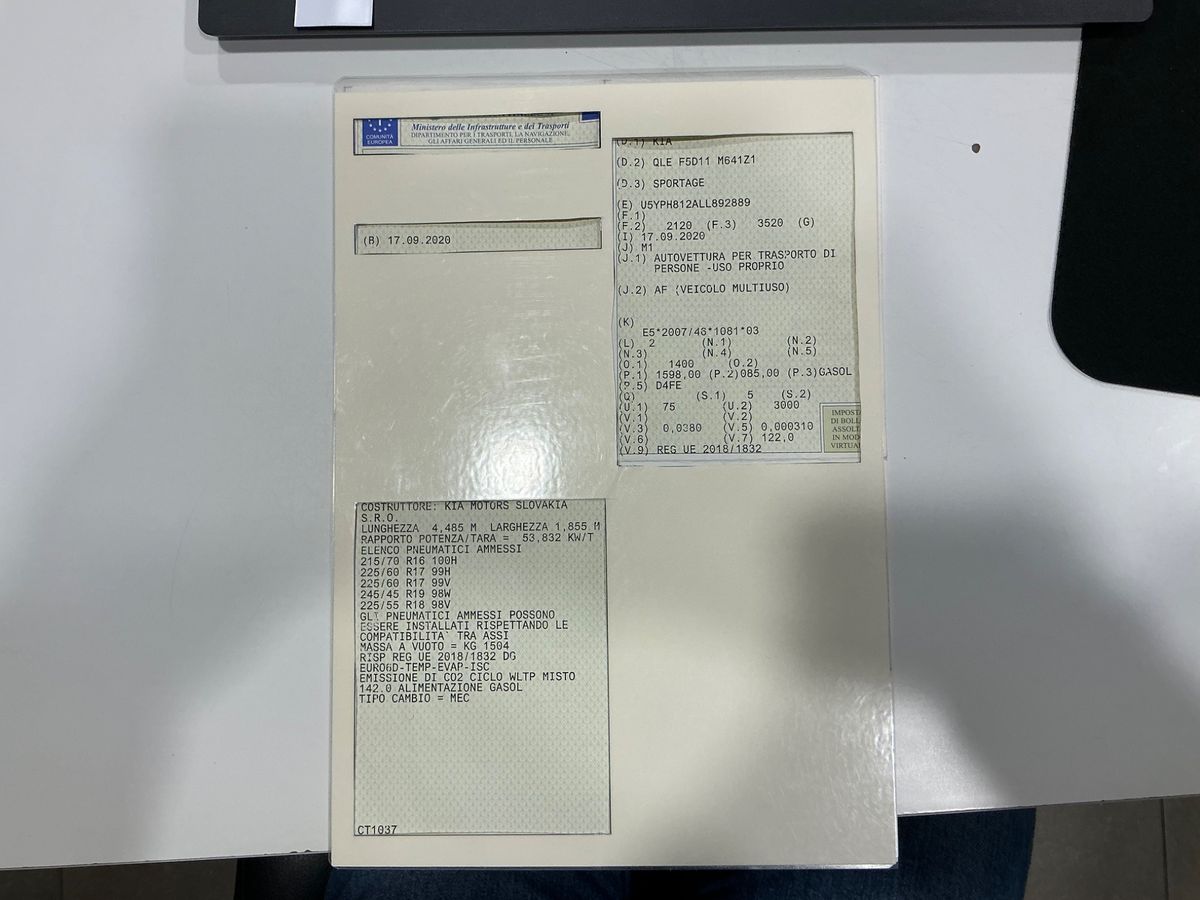 COMUNITÀ
EUROPEA
Ministero delle Infrastrutture e dei Trasporti
DIPARTIMENTO PER I TRASPORTI, LA NAVIGAZIONE,
GLI AFFARI GENERALI ED IL PERSONALE
(B) 17.09.2020
(D.1) KIA
(D.2) QLE F5D11 M641Z1
(D.3) SPORTAGE
(E) U5YPH812ALL892889
(F.1)
(F.2) 2120 (F.3) 3520 (G)
(I) 17.09.2020
(J) M1
(J.1) AUTOVETTURA PER TRASPORTO DI
PERSONE -USO PROPRIO
(J.2) AF (VEICOLO MULTIUSO)
(K)
E5*2007/46*1081*03
(L) 2 (N.1) (N.2)
(N.3) (N.4) (N.5)
(O.1) 1400 (O.2)
(P.1) 1598,00 (P.2)085,00 (P.3)GASOL
(P.5) D4FE
(Q) (S.1) 5 (S.2)
(U.1) 75 (U.2) 3000
(V.1) (V.2)
(V.3) 0,0380 (V.5) 0,000310
(V.6) (V.7) 122,0
(V.9) REG UE 2018/1832
IMPOSTA
DI BOLL
ASSOLT
IN MOD
VIRTUA
COSTRUTTORE: KIA MOTORS SLOVAKIA
S.R.O.
LUNGHEZZA 4,485 M LARGHEZZA 1,855 M
RAPPORTO POTENZA/TARA = 53,832 KW/T
ELENCO PNEUMATICI AMMESSI
215/70 R16 100H
225/60 R17 99H
225/60 R17 99V
245/45 R19 98W
225/55 R18 98V
GLI PNEUMATICI AMMESSI POSSONO
ESSERE INSTALLATI RISPETTANDO LE
COMPATIBILITA` TRA ASSI
MASSA A VUOTO = KG 1504
RISP REG UE 2018/1832 DG
EURO6D-TEMP-EVAP-ISC
EMISSIONE DI CO2 CICLO WLTP MISTO
142.0 ALIMENTAZIONE GASOL
TIPO CAMBIO = MEC
CT1037